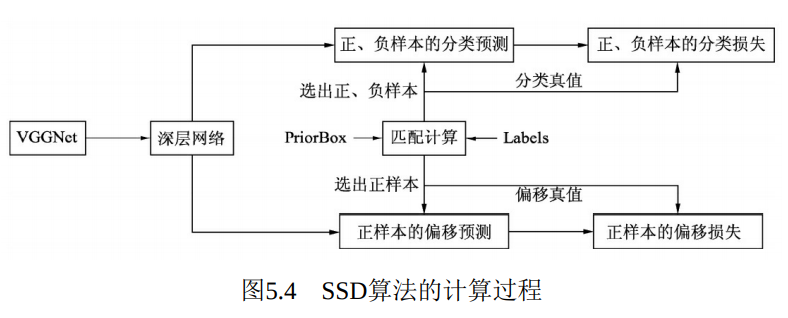 正、负样本的分类预测
正、负样本的分类损失
选出正、负样本
分类真值
VGGNet
深层网络
PriorBox
匹配计算
Labels
选出正样本
偏移真值
正样本的偏移预测
正样本的偏移损失
图5.4 SSD算法的计算过程